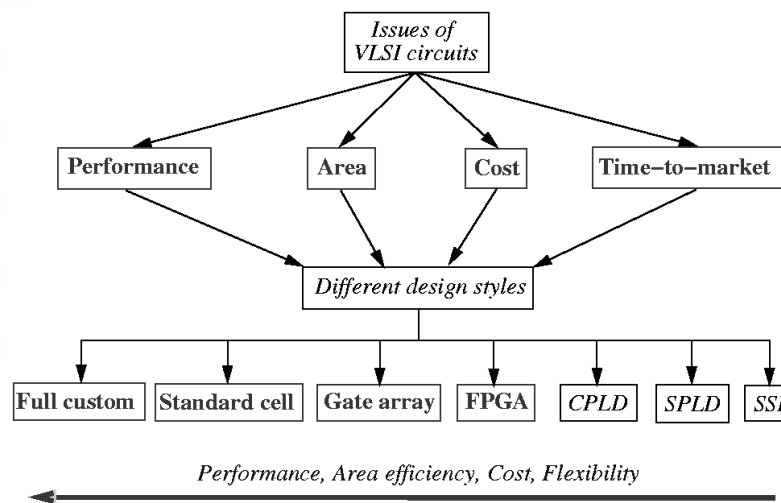 Issues of
VLSI circuits
Performance
Area
Cost
Time-to-market
Different design styles
Full custom
Standard cell
Gate array
FPGA
CPLD
SPLD
Performance, Area efficiency, Cost, Flexibility